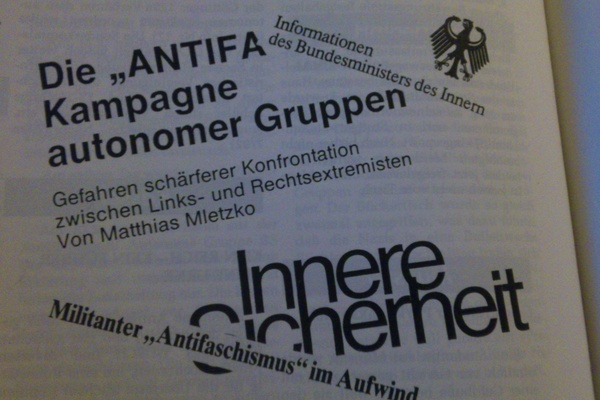 Die „ANTIFA
Kampagne
autonomer Gruppen
Informationen
des Bundesministers des Innern
Gefahren schärferer Konfrontation
zwischen Links- und Rechtsextremisten
Von Matthias Mletzko
Innere
Sicherheit
Militanter „Antifaschismus“ im Aufwind